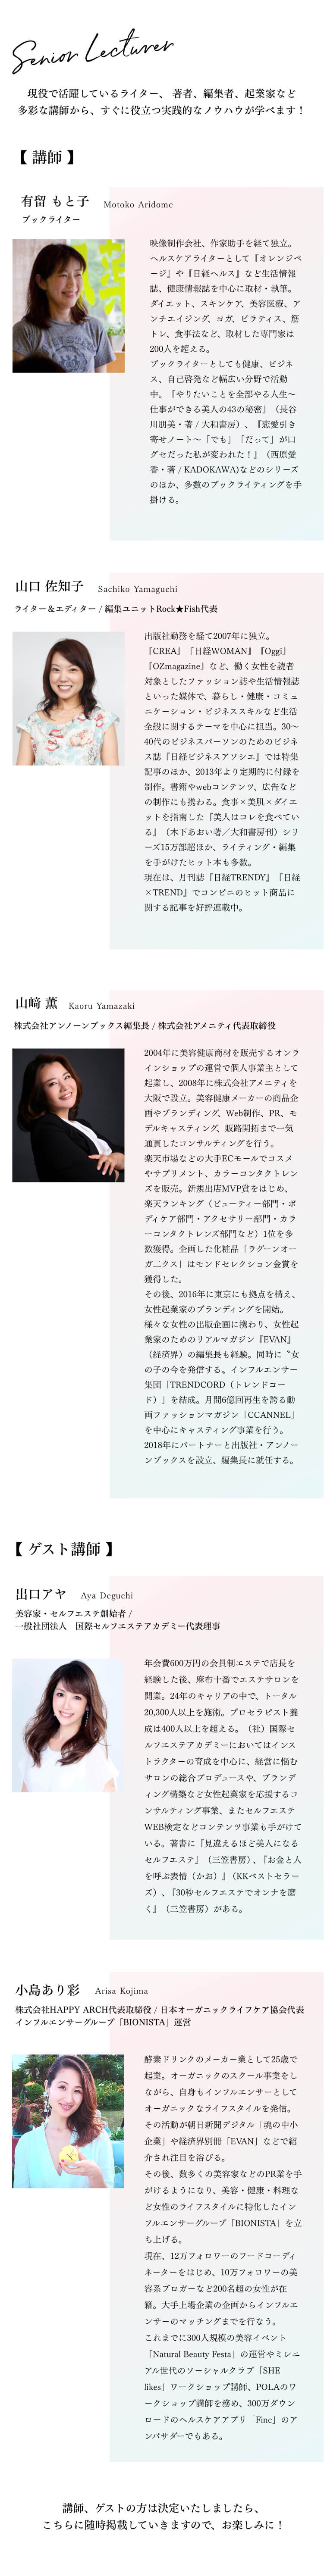 Senior Lecturer
現役で活躍しているライター、 著者、編集者、起業家など
多彩な講師から、すぐに役立つ実践的なノウハウが学べます！
【 講師 】
有留 もと子 Motoko Aridome
ブックライター
映像制作会社、作家助手を経て独立。
ヘルスケアライターとして『オレンジペ
ージ』や『日経ヘルス』など生活情報
誌、健康情報誌を中心に取材・執筆。
ダイエット、スキンケア、美容医療、ア
ンチエイジング、ヨガ、ピラティス、筋
トレ、食事法など、取材した専門家は
200人を超える。
ブックライターとしても健康、ビジネ
ス、自己啓発など幅広い分野で活動
中。『やりたいことを全部やる人生〜
仕事ができる美人の43の秘密』（長谷
川朋美・著 / 大和書房）、『恋愛引き
寄せノート〜「でも」「だって」が口
グセだった私が変われた！』（西原愛
香・著 / KADOKAWA)などのシリーズ
のほか、多数のブックライティングを手
掛ける。
山口 佐知子 Sachiko Yamaguchi
ライター＆エディター / 編集ユニットRock★Fish代表
出版社勤務を経て2007年に独立。
『CREA』『日経WOMAN』『Oggi』
『OZmagazine』など、働く女性を読者
対象としたファッション誌や生活情報誌
といった媒体で、暮らし・健康・コミュ
ニケーション・ビジネススキルなど生活
全般に関するテーマを中心に担当。30〜
40代のビジネスパーソンのためのビジネ
ス誌『日経ビジネスアソシエ』では特集
記事のほか、2013年より定期的に付録を
制作。書籍やwebコンテンツ、広告など
の制作にも携わる。食事×美肌×ダイエ
ットを指南した『美人はコレを食べてい
る』（木下あおい著／大和書房刊）シリ
ーズ15万部超ほか、ライティング・編集
を手がけたヒット本も多数。
現在は、月刊誌『日経TRENDY』『日経
×TREND』でコンビニのヒット商品に
関する記事を好評連載中。
山﨑 薫 Kaoru Yamazaki
株式会社アンノーンブックス編集長 / 株式会社アメニティ代表取締役
2004年に美容健康商材を販売するオンラ
インショップの運営で個人事業主として
起業し、2008年に株式会社アメニティを
大阪で設立。美容健康メーカーの商品企
画やブランディング、Web制作、PR、モ
デルキャスティング、販路開拓まで一気
通貫したコンサルティングを行う。
楽天市場などの大手ECモールでコスメ
やサプリメント、カラーコンタクトレン
ズを販売。新規出店MVP賞をはじめ、
楽天ランキング（ビューティー部門・ボ
ディケア部門・アクセサリー部門・カラ
ーコンタクトレンズ部門など）1位を多
数獲得。企画した化粧品「ラグーンオー
ガニクス」はモンドセレクション金賞を
獲得した。
その後、2016年に東京にも拠点を構え、
女性起業家のブランディングを開始。
様々な女性の出版企画に携わり、女性起
業家のためのリアルマガジン『EVAN』
（経済界）の編集長も経験。同時に〝女
の子の今を発信する〟インフルエンサー
集団「TRENDCORD（トレンドコー
ド）」を結成。月間6億回再生を誇る動
画ファッションマガジン「CCANNEL」
を中心にキャスティング事業を行う。
2018年にパートナーと出版社・アンノー
ンブックスを設立、編集長に就任する。
【 ゲスト講師 】
出口アヤ Aya Deguchi
美容家・セルフエステ創始者 /
一般社団法人　国際セルフエステアカデミー代表理事
年会費600万円の会員制エステで店長を
経験した後、麻布十番でエステサロンを
開業。24年のキャリアの中で、トータル
20,300人以上を施術。プロセラピスト養
成は400人以上を超える。（社）国際セ
ルフエステアカデミーにおいてはインス
トラクターの育成を中心に、経営に悩む
サロンの総合プロデュースや、ブランデ
ィング構築など女性起業家を応援するコ
ンサルティング事業、またセルフエステ
WEB検定などコンテンツ事業も手がけて
いる。著書に『見違えるほど美人になる
セルフエステ』（三笠書房）、『お金と人
を呼ぶ表情（かお）』（KKベストセラー
ズ）、『30秒セルフエステでオンナを磨
く』（三笠書房）がある。
小島あり彩 Arisa Kojima
株式会社HAPPY ARCH代表取締役 / 日本オーガニックライフケア協会代表
インフルエンサーグループ「BIONISTA」運営
酵素ドリンクのメーカー業として25歳で
起業。オーガニックのスクール事業をし
ながら、自身もインフルエンサーとして
オーガニックなライフスタイルを発信。
その活動が朝日新聞デジタル「魂の中小
企業」や経済界別冊「EVAN」などで紹
介され注目を浴びる。
その後、数多くの美容家などのPR業を手
がけるようになり、美容・健康・料理な
ど女性のライフスタイルに特化したイン
フルエンサーグループ「BIONISTA」を立
ち上げる。
現在、12万フォロワーのフードコーディ
ネーターをはじめ、10万フォロワーの美
容系ブロガーなど200名超の女性が在
籍。大手上場企業の企画からインフルエ
ンサーのマッチングまでを行なう。
これまでに300人規模の美容イベント
「Natural Beauty Festa」の運営やミレニ
アル世代のソーシャルクラブ「SHE
likes」ワークショップ講師、POLAのワ
ークショップ講師を務め、300万ダウン
ロードのヘルスケアアプリ「Finc」のア
ンバサダーでもある。
講師、ゲストの方は決定いたしましたら、
こちらに随時掲載していきますので、お楽しみに！